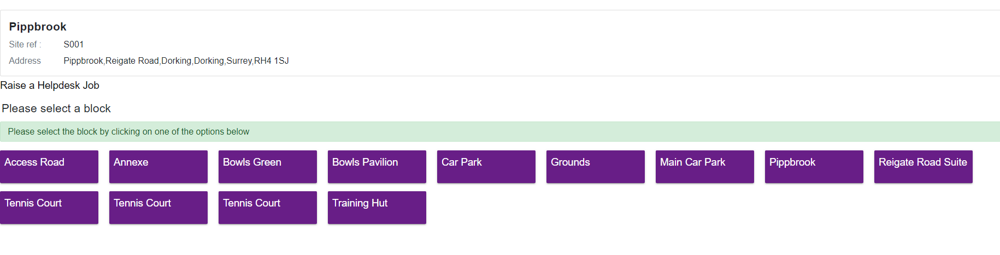 Pippbrook
Site ref : S001
Address Pippbrook,Reigate Road,Dorking,Dorking,Surrey,RH4 1SJ
Raise a Helpdesk Job
Please select a block
Please select the block by clicking on one of the options below
Access Road Annexe Bowls Green Bowls Pavilion Car Park Grounds Main Car Park Pippbrook Reigate Road Suite
Tennis Court Tennis Court Tennis Court Training Hut